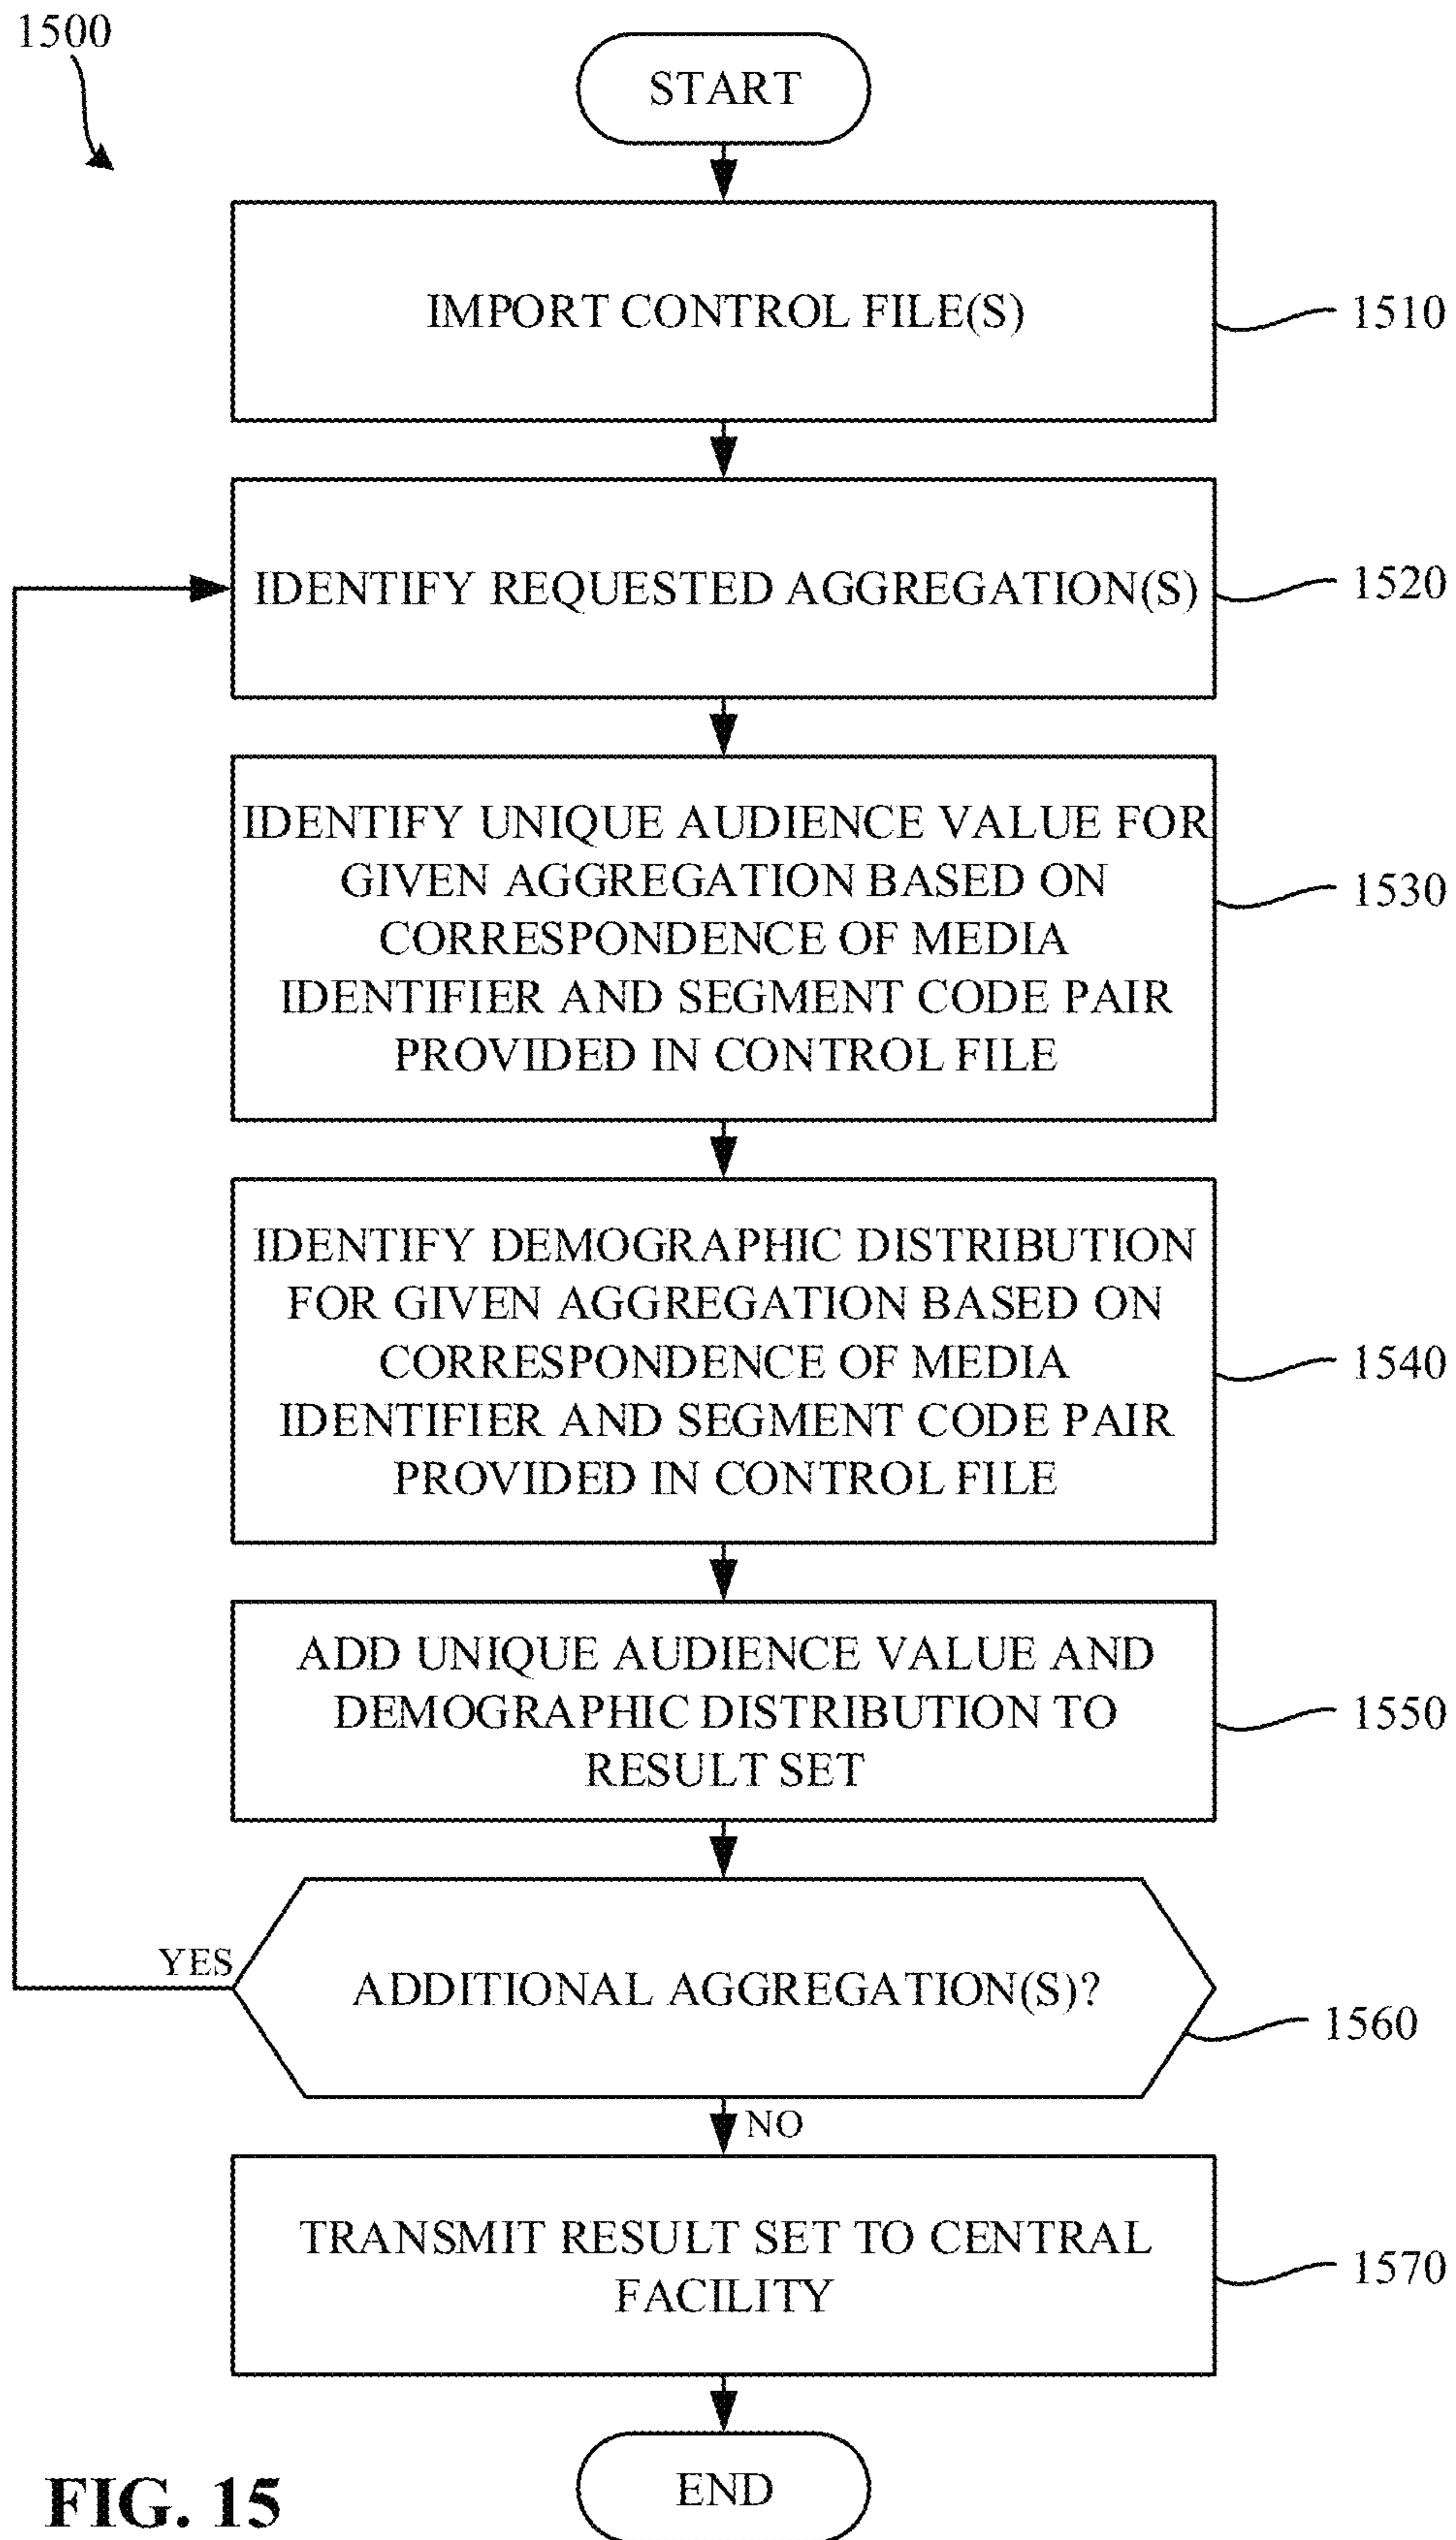 1500
START
IMPORT CONTROL FILE(S)
1510
IDENTIFY REQUESTED AGGREGATION(S)
1520
IDENTIFY UNIQUE AUDIENCE VALUE FOR
GIVEN AGGREGATION BASED ON
CORRESPONDENCE OF MEDIA
IDENTIFIER AND SEGMENT CODE PAIR
PROVIDED IN CONTROL FILE
1530
IDENTIFY DEMOGRAPHIC DISTRIBUTION
FOR GIVEN AGGREGATION BASED ON
CORRESPONDENCE OF MEDIA
IDENTIFIER AND SEGMENT CODE PAIR
PROVIDED IN CONTROL FILE
1540
ADD UNIQUE AUDIENCE VALUE AND
DEMOGRAPHIC DISTRIBUTION TO
RESULT SET
1550
YES
ADDITIONAL AGGREGATION(S)?
1560
NO
TRANSMIT RESULT SET TO CENTRAL
FACILITY
1570
END
FIG. 15